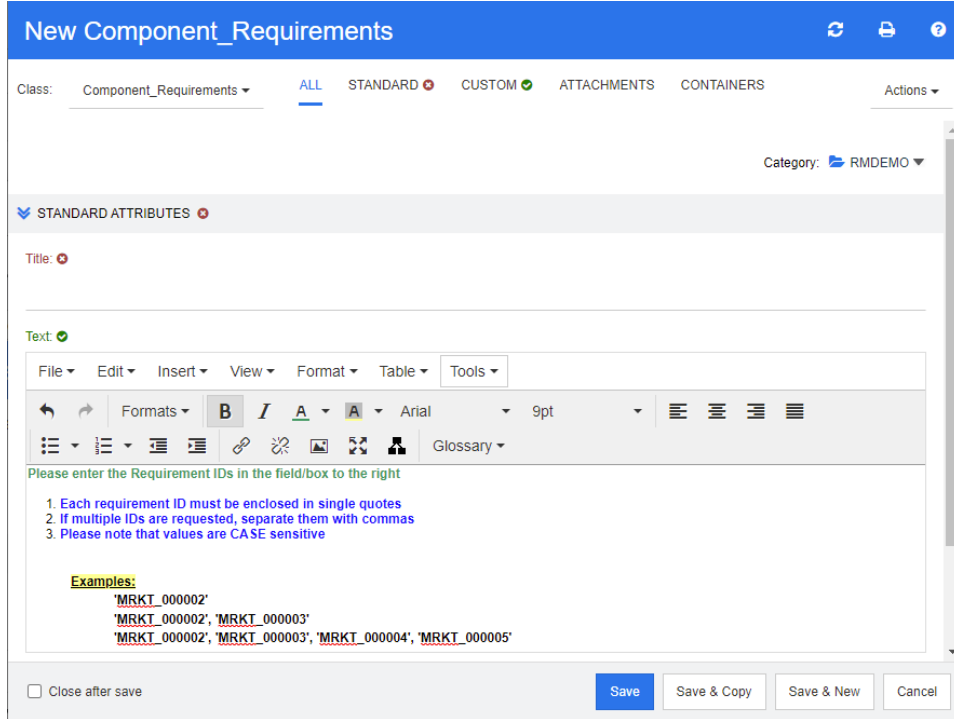 New Component_Requirements
Class: Component_Requirements ALL STANDARD CUSTOM ATTACHMENTS CONTAINERS Actions
Category: RMDEMO
STANDARD ATTRIBUTES
Title:
Text:
File Edit Insert View Format Table Tools
Formats B I A A Arial 9pt
Glossary
Please enter the Requirement IDs in the field/box to the right
1. Each requirement ID must be enclosed in single quotes
2. If multiple IDs are requested, separate them with commas
3. Please note that values are CASE sensitive
Examples:
'MRKT_000002'
'MRKT_000002', 'MRKT_000003'
'MRKT_000002', 'MRKT_000003', 'MRKT_000004', 'MRKT_000005'
Close after save Save Save & Copy Save & New Cancel